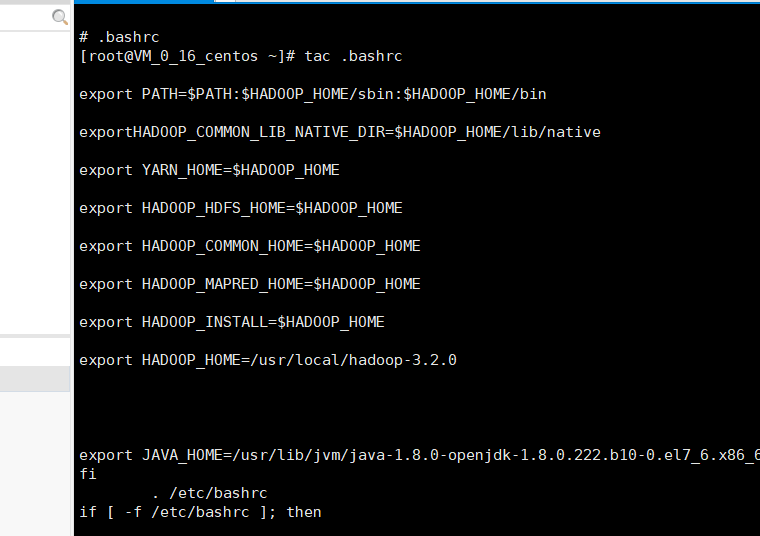 # .bashrc
[root@VM_0_16_centos ~]# tac .bashrc
export PATH=$PATH:$HADOOP_HOME/sbin:$HADOOP_HOME/bin
exportHADOOP_COMMON_LIB_NATIVE_DIR=$HADOOP_HOME/lib/native
export YARN_HOME=$HADOOP_HOME
export HADOOP_HDFS_HOME=$HADOOP_HOME
export HADOOP_COMMON_HOME=$HADOOP_HOME
export HADOOP_MAPRED_HOME=$HADOOP_HOME
export HADOOP_INSTALL=$HADOOP_HOME
export HADOOP_HOME=/usr/local/hadoop-3.2.0
export JAVA_HOME=/usr/lib/jvm/java-1.8.0-openjdk-1.8.0.222.b10-0.el7_6.x86_6
fi
. /etc/bashrc
if [ -f /etc/bashrc ]; then